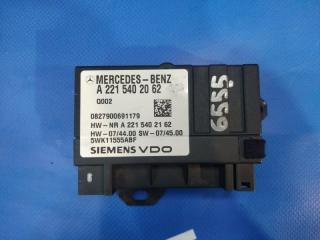 MERCEDES-BENZ
A 221 540 20 62
Q002
0827900691179
HW-NR A 221 540 21 62
HW-07/44.00 SW-07/45.00
5WK11555ABF
SIEMENS VDO
6555